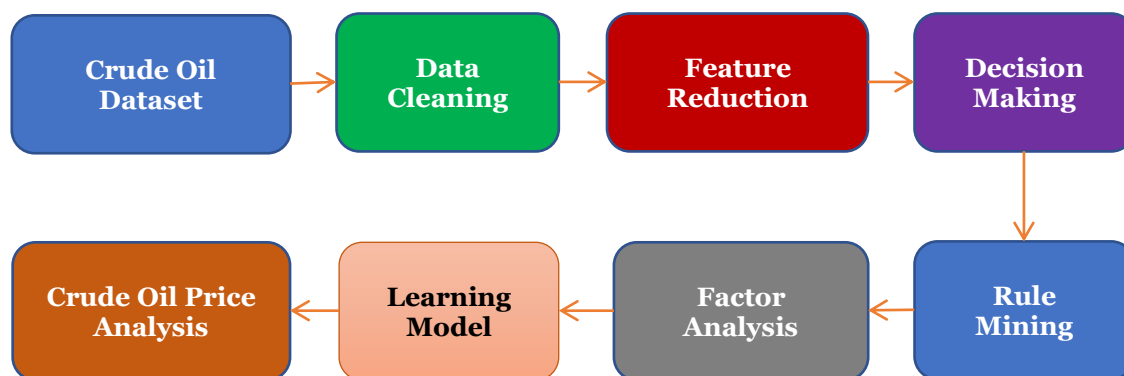 Crude Oil
Dataset
Data
Cleaning
Feature
Reduction
Decision
Making
Crude Oil Price
Analysis
Learning
Model
Factor
Analysis
Rule
Mining